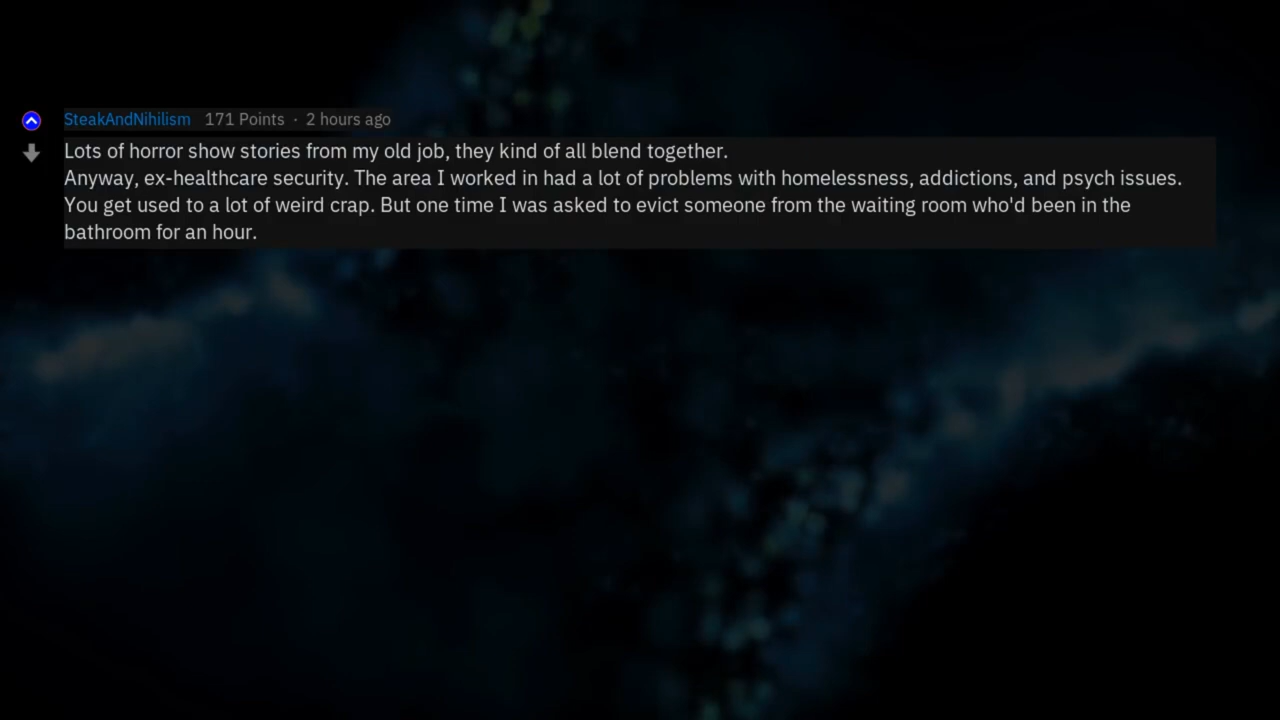 SteakAndNihilism 171 Points · 2 hours ago
Lots of horror show stories from my old job, they kind of all blend together.
Anyway, ex-healthcare security. The area I worked in had a lot of problems with homelessness, addictions, and psych issues.
You get used to a lot of weird crap. But one time I was asked to evict someone from the waiting room who'd been in the
bathroom for an hour.